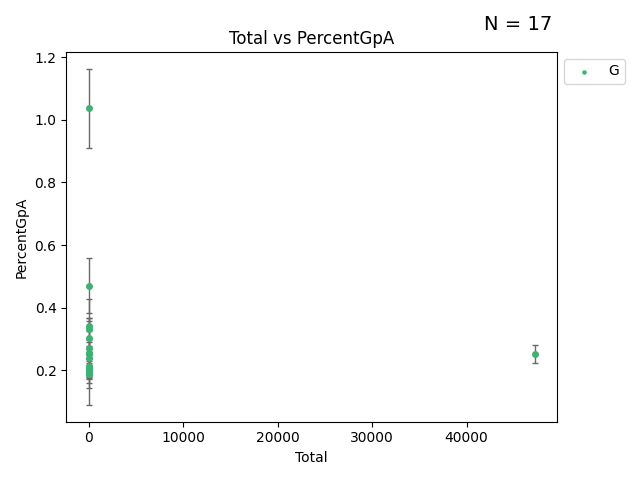 N = 17
Total vs PercentGpA
G
PercentGpA
1.2
1.0
0.8
0.6
0.4
0.2
0 10000 20000 30000 40000
Total